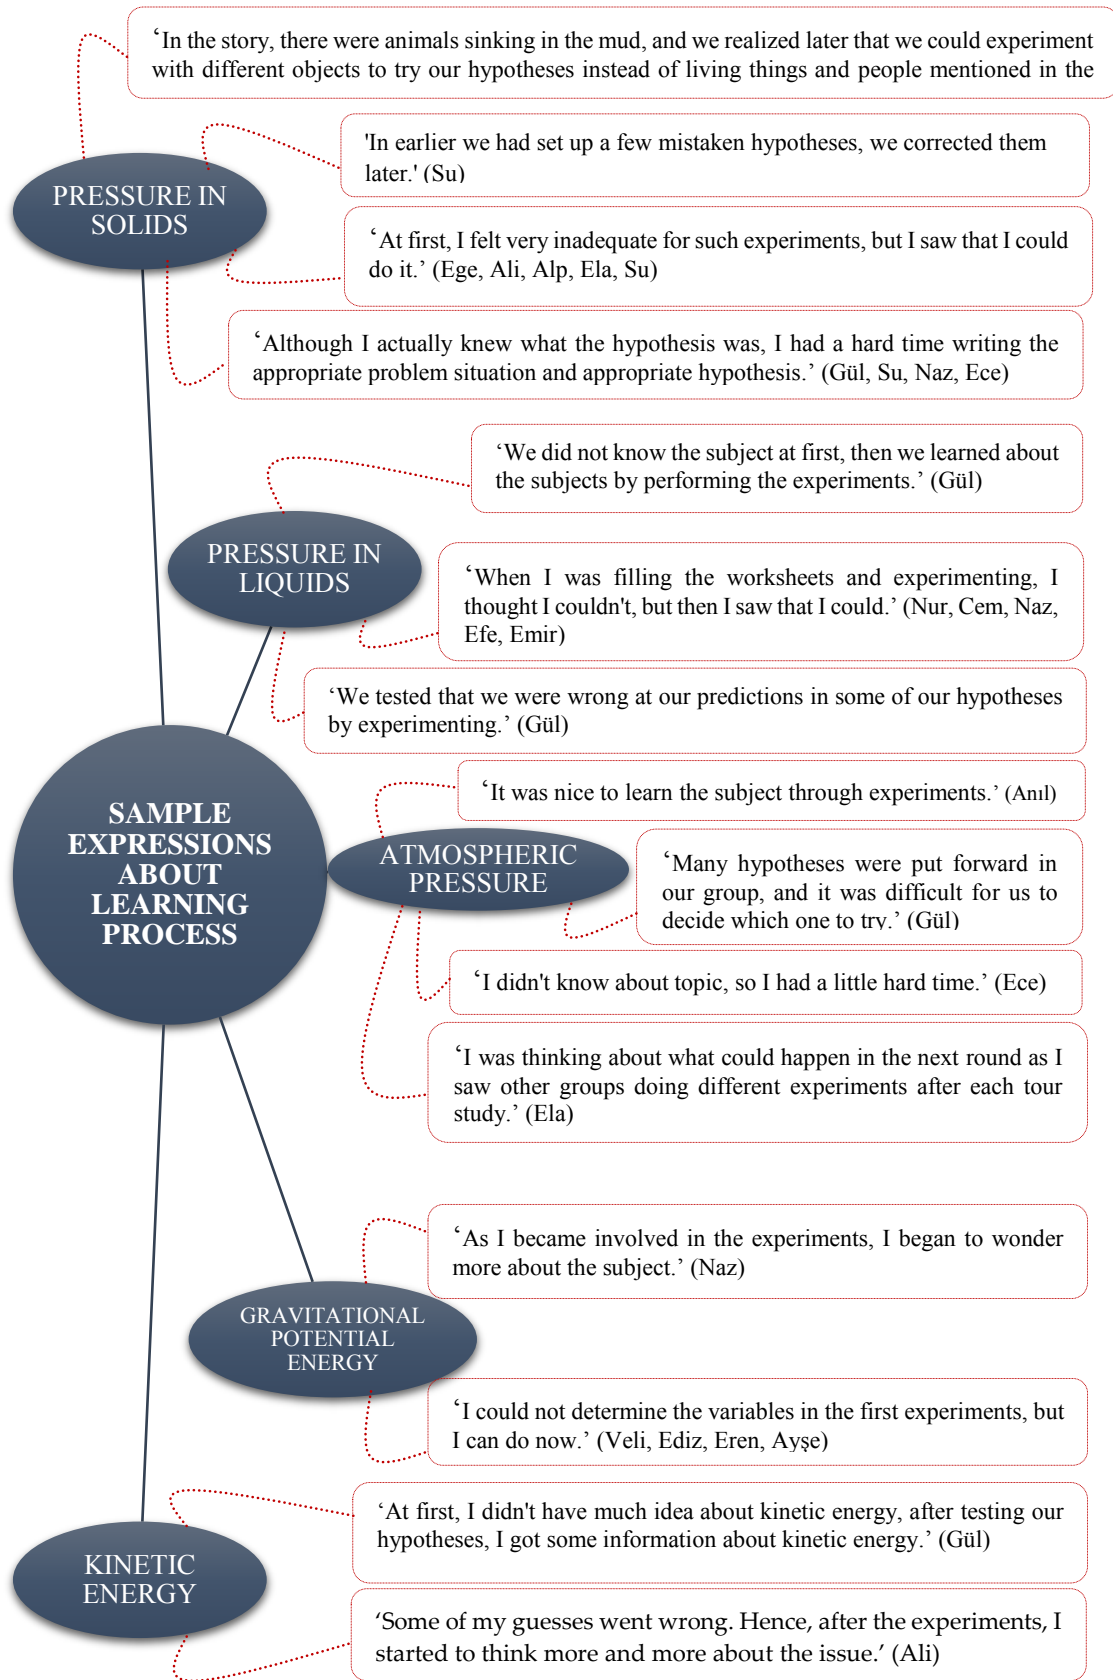 ‘In the story, there were animals sinking in the mud, and we realized later that we could experiment
with different objects to try our hypotheses instead of living things and people mentioned in the
'In earlier we had set up a few mistaken hypotheses, we corrected them
later.' (Su)
PRESSURE IN
SOLIDS
‘At first, I felt very inadequate for such experiments, but I saw that I could
do it.’ (Ege, Ali, Alp, Ela, Su)
‘Although I actually knew what the hypothesis was, I had a hard time writing the
appropriate problem situation and appropriate hypothesis.’ (Gül, Su, Naz, Ece)
‘We did not know the subject at first, then we learned about
the subjects by performing the experiments.’ (Gül)
PRESSURE IN
LIQUIDS
‘When I was filling the worksheets and experimenting, I
thought I couldn't, but then I saw that I could.’ (Nur, Cem, Naz,
Efe, Emir)
‘We tested that we were wrong at our predictions in some of our hypotheses
by experimenting.’ (Gül)
SAMPLE
EXPRESSIONS
ABOUT
LEARNING
PROCESS
‘It was nice to learn the subject through experiments.’ (Anıl)
ATMOSPHERIC
PRESSURE
‘Many hypotheses were put forward in
our group, and it was difficult for us to
decide which one to try.’ (Gül)
‘I didn't know about topic, so I had a little hard time.’ (Ece)
‘I was thinking about what could happen in the next round as I
saw other groups doing different experiments after each tour
study.’ (Ela)
‘As I became involved in the experiments, I began to wonder
more about the subject.’ (Naz)
GRAVITATIONAL
POTENTIAL
ENERGY
‘I could not determine the variables in the first experiments, but
I can do now.’ (Veli, Ediz, Eren, Ayşe)
‘At first, I didn't have much idea about kinetic energy, after testing our
hypotheses, I got some information about kinetic energy.’ (Gül)
KINETIC
ENERGY
‘Some of my guesses went wrong. Hence, after the experiments, I
started to think more and more about the issue.’ (Ali)